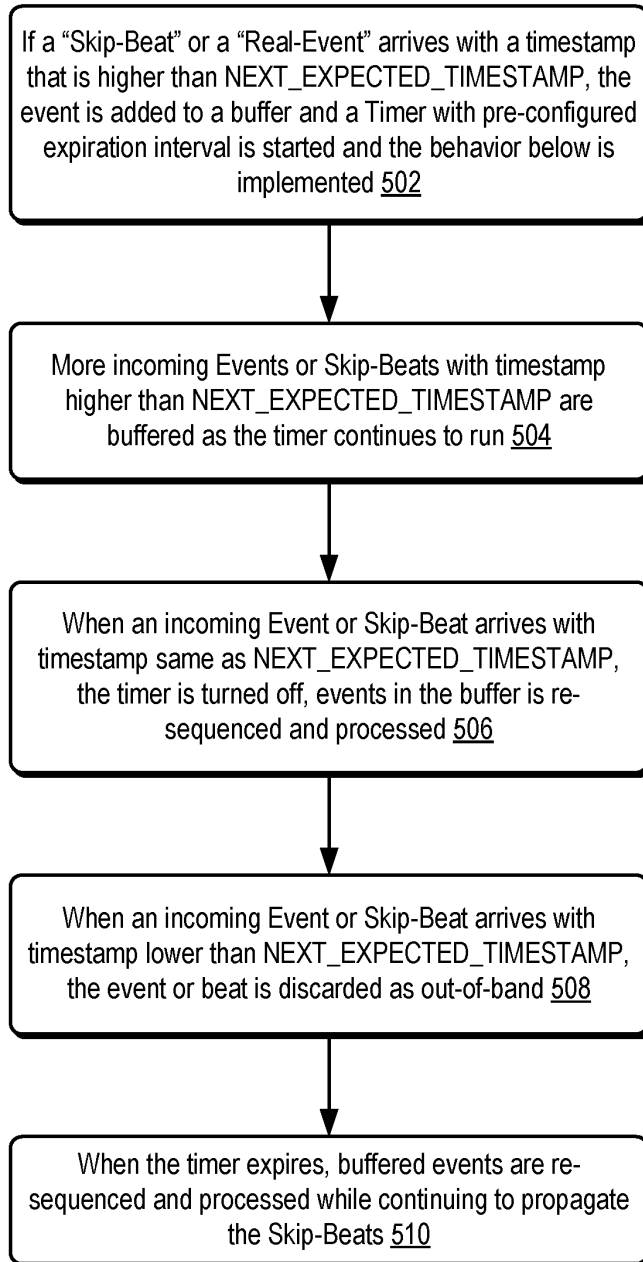 If a “Skip-Beat” or a “Real-Event” arrives with a timestamp
that is higher than NEXT_EXPECTED_TIMESTAMP, the
event is added to a buffer and a Timer with pre-configured
expiration interval is started and the behavior below is
implemented 502
More incoming Events or Skip-Beats with timestamp
higher than NEXT_EXPECTED_TIMESTAMP are
buffered as the timer continues to run 504
When an incoming Event or Skip-Beat arrives with
timestamp same as NEXT_EXPECTED_TIMESTAMP,
the timer is turned off, events in the buffer is re-
sequenced and processed 506
When an incoming Event or Skip-Beat arrives with
timestamp lower than NEXT_EXPECTED_TIMESTAMP,
the event or beat is discarded as out-of-band 508
When the timer expires, buffered events are re-
sequenced and processed while continuing to propagate
the Skip-Beats 510